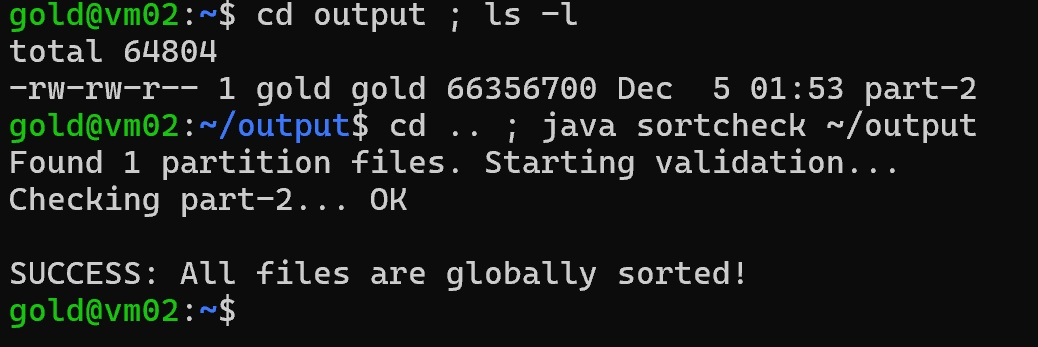 gold@vm02:~$ cd output ; ls -l
total 64804
-rw-rw-r-- 1 gold gold 66356700 Dec  5 01:53 part-2
gold@vm02:~/output$ cd .. ; java sortcheck ~/output
Found 1 partition files. Starting validation...
Checking part-2... OK

SUCCESS: All files are globally sorted!
gold@vm02:~$